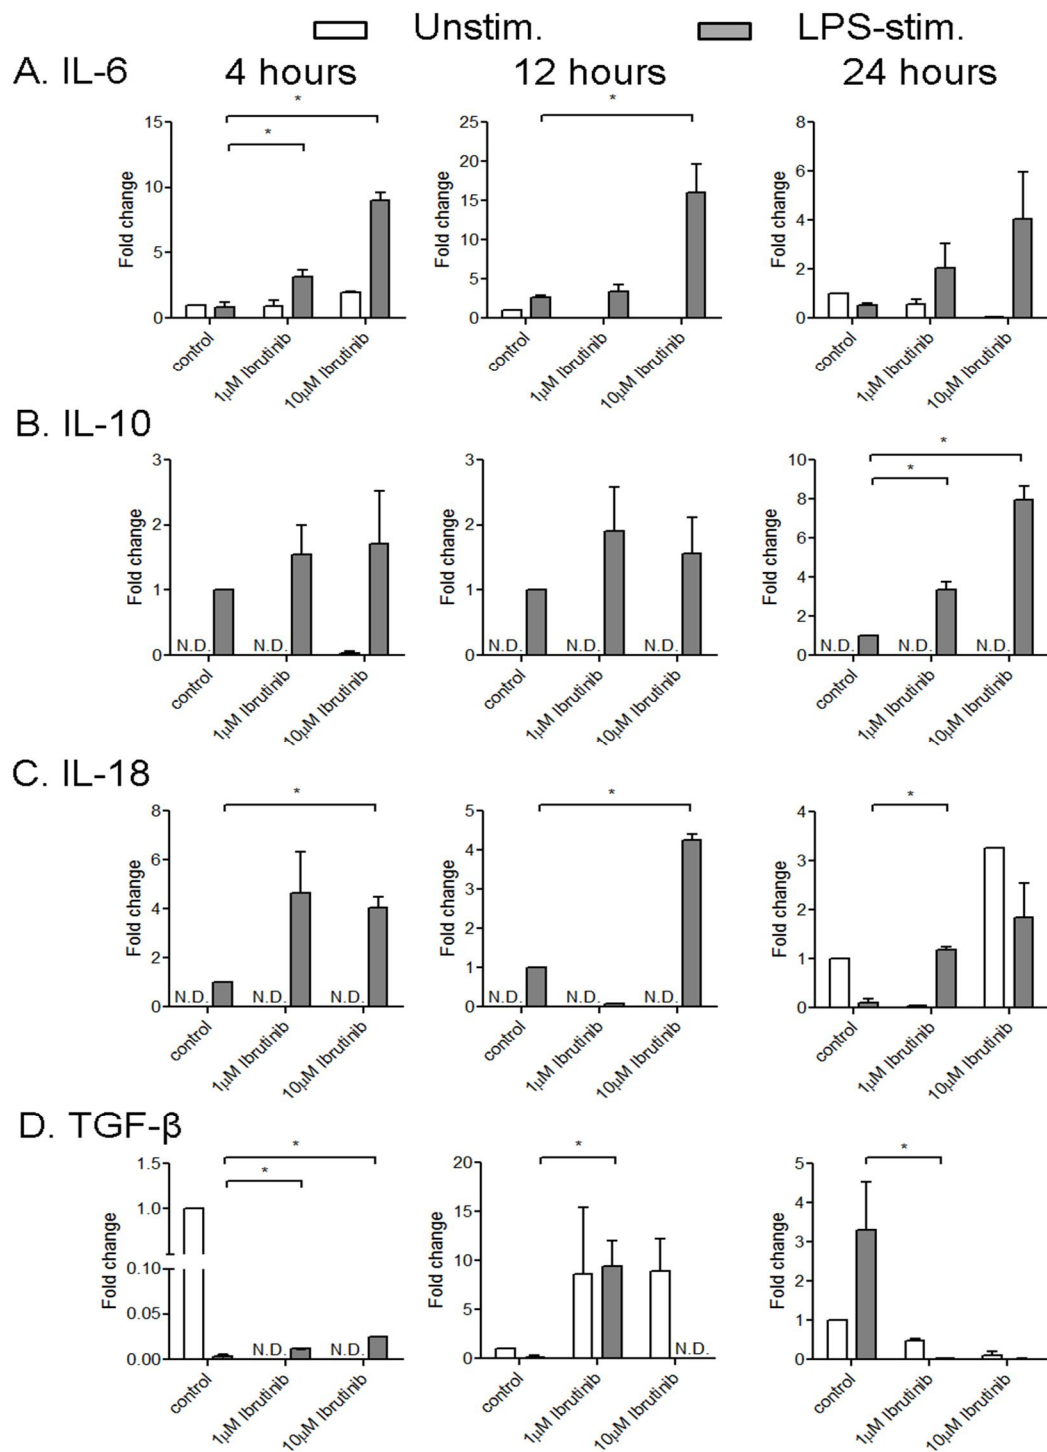 Unstim. LPS-stim.
A. IL-6 4 hours 12 hours 24 hours
* * *
15 10 5 0 Fold change
25 20 15 10 5 0 Fold change
8 6 4 2 0 Fold change
control 1µM Ibrutinib 10µM Ibrutinib control 1µM Ibrutinib 10µM Ibrutinib control 1µM Ibrutinib 10µM Ibrutinib
B. IL-10
* *
3 2 1 0 Fold change N.D. N.D.
3 2 1 0 Fold change N.D. N.D. N.D.
10 8 6 4 2 0 Fold change N.D. N.D. N.D.
control 1µM Ibrutinib 10µM Ibrutinib control 1µM Ibrutinib 10µM Ibrutinib control 1µM Ibrutinib 10µM Ibrutinib
C. IL-18
* * *
8 6 4 2 0 Fold change N.D. N.D. N.D.
5 4 3 2 1 0 Fold change N.D. N.D. N.D.
4 3 2 1 0 Fold change
control 1µM Ibrutinib 10µM Ibrutinib control 1µM Ibrutinib 10µM Ibrutinib control 1µM Ibrutinib 10µM Ibrutinib
D. TGF-β
* * * *
1.5 1.0 0.10 0.05 0.00 Fold change N.D. N.D.
20 15 10 5 0 Fold change N.D.
5 4 3 2 1 0 Fold change
control 1µM Ibrutinib 10µM Ibrutinib control 1µM Ibrutinib 10µM Ibrutinib control 1µM Ibrutinib 10µM Ibrutinib